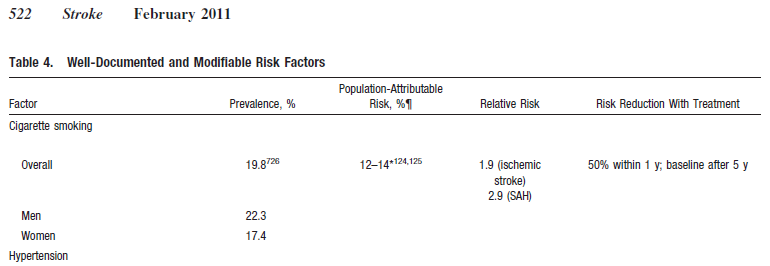 522 Stroke February 2011
Table 4. Well-Documented and Modifiable Risk Factors
Population-Attributable
Factor Prevalence, % Risk, %¶ Relative Risk Risk Reduction With Treatment
Cigarette smoking
Overall 19.8726 12–14*124,125 1.9 (ischemic 50% within 1 y; baseline after 5 y
stroke)
2.9 (SAH)
Men 22.3
Women 17.4
Hypertension